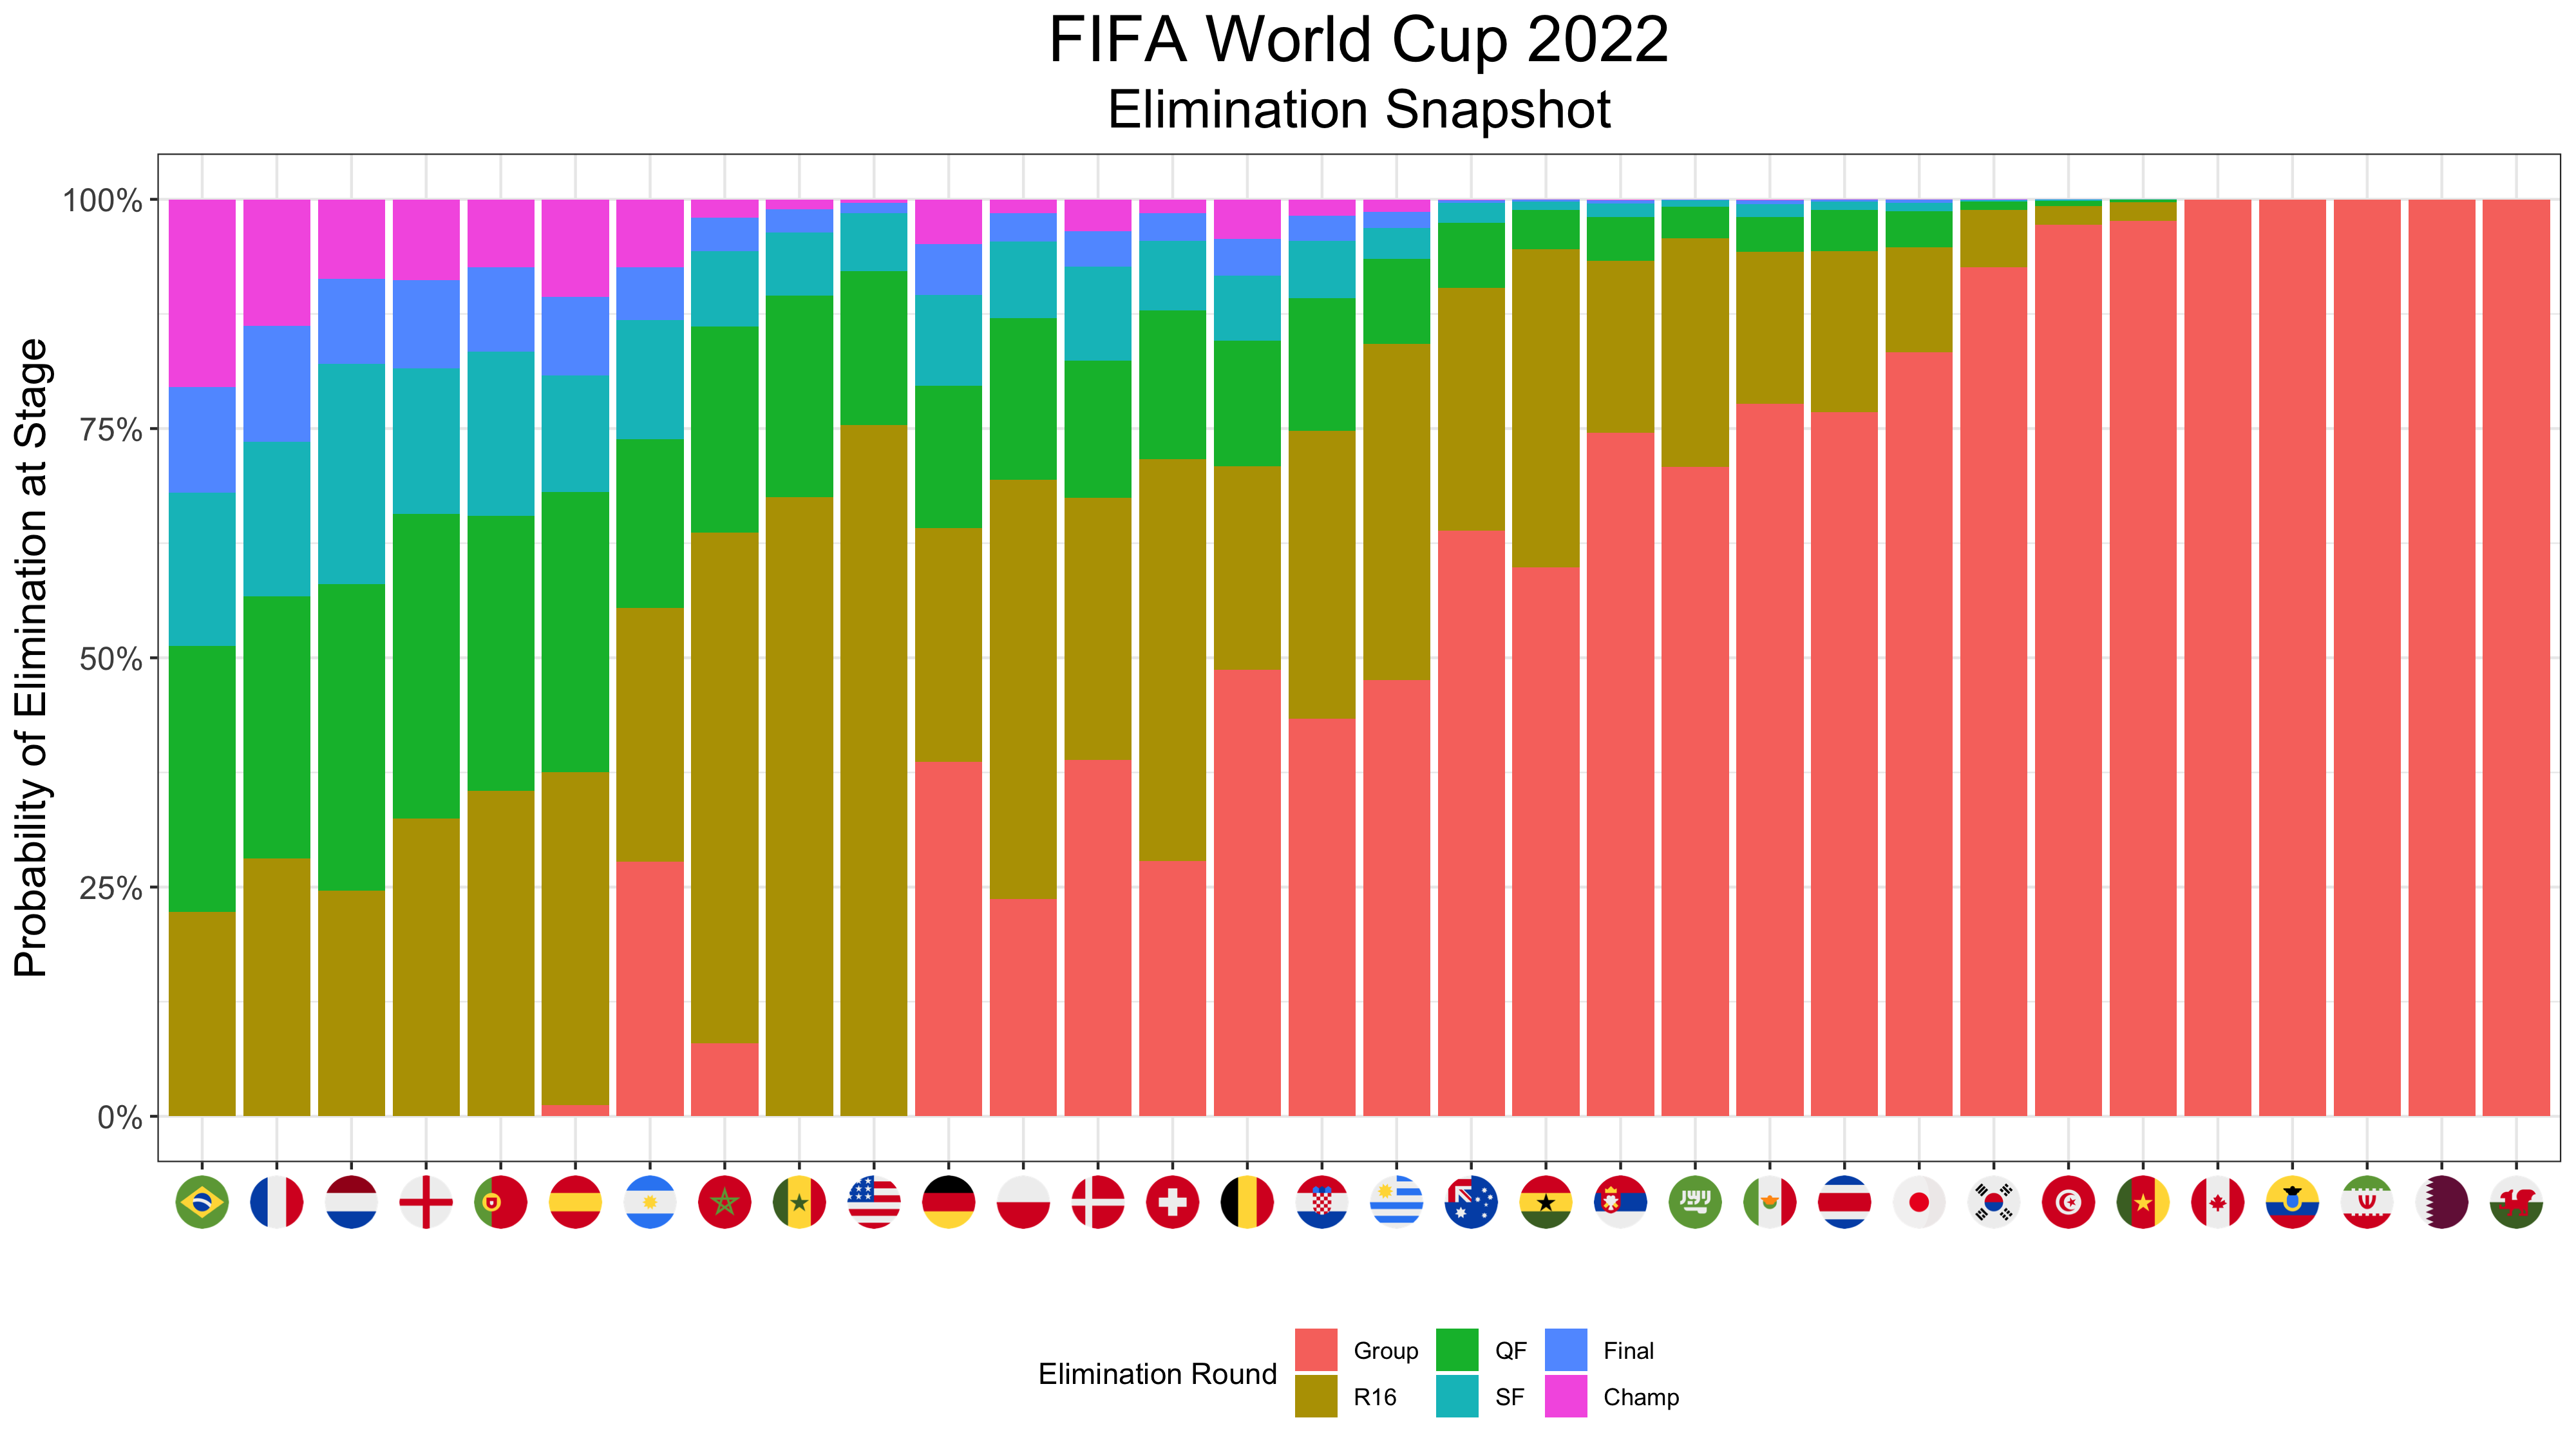 FIFA World Cup 2022
Elimination Snapshot
Probability of Elimination at Stage
100%
75%
50%
25%
0%
Elimination Round
Group
QF
Final
R16
SF
Champ